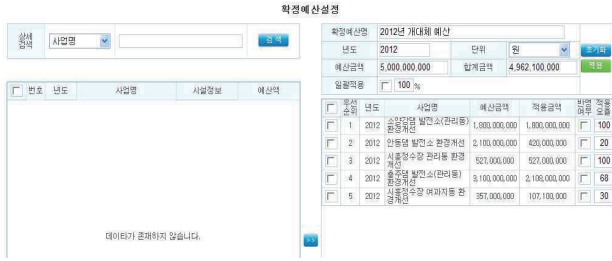 확정예산설정
상세검색 사업명 검색
번호 년도 사업명 시설정보 예산액
데이타가 존재하지 않습니다.
>>
확정예산명 2012년 개대체 예산
년도 2012 단위 원 초기화
예산금액 5,000,000,000 합계금액 4,962,100,000 적용
일괄적용 100 %
우선순위 년도 사업명 예산금액 적용금액 반영여부 적용요율
1 2012 소양강댐 발전소(관리동) 환경개선 1,800,000,000 1,800,000,000 100
2 2012 안동댐 발전소 환경개선 2,100,000,000 420,000,000 20
3 2012 시흥정수장 관리동 환경개선 527,000,000 527,000,000 100
4 2012 충주댐 발전소(관리동) 환경개선 3,100,000,000 2,108,000,000 68
5 2012 시흥정수장 여과지동 환경개선 357,000,000 107,100,000 30